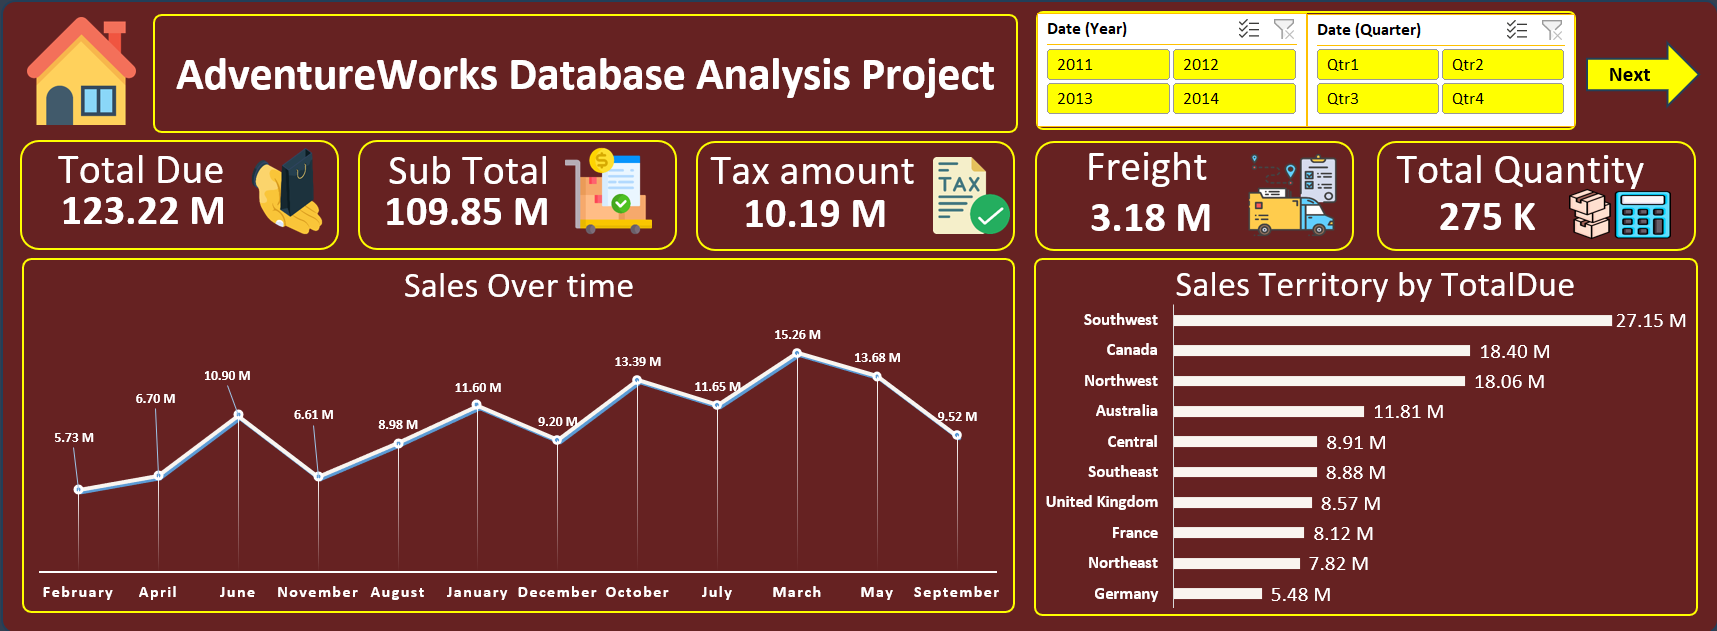 AdventureWorks Database Analysis Project
Date (Year)
2011 2012
2013 2014
Date (Quarter)
Qtr1 Qtr2
Qtr3 Qtr4
Next
Total Due
123.22 M
Sub Total
109.85 M
$
Tax amount
10.19 M
TAX
Freight
3.18 M
Total Quantity
275 K
Sales Over time
5.73 M
6.70 M
10.90 M
6.61 M
8.98 M
11.60 M
9.20 M
13.39 M
11.65 M
15.26 M
13.68 M
9.52 M
February April June November August January December October July March May September
Sales Territory by TotalDue
Southwest 27.15 M
Canada 18.40 M
Northwest 18.06 M
Australia 11.81 M
Central 8.91 M
Southeast 8.88 M
United Kingdom 8.57 M
France 8.12 M
Northeast 7.82 M
Germany 5.48 M